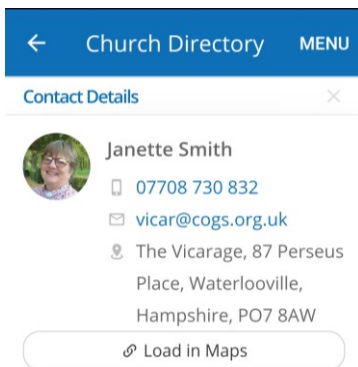 Church Directory MENU
Contact Details
Janette Smith
07708 730 832
vicar@cogs.org.uk
The Vicarage, 87 Perseus
Place, Waterlooville,
Hampshire, PO7 8AW
Load in Maps